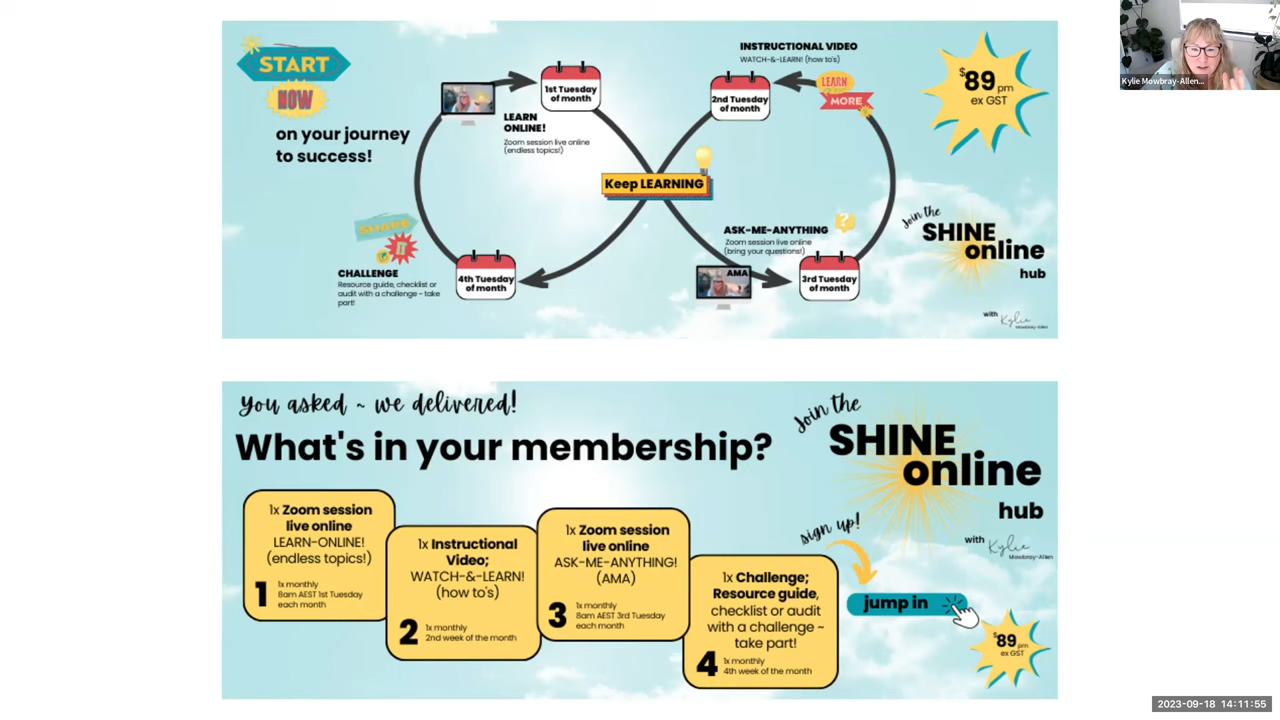 START
NOW
on your journey
to success!
1st Tuesday
of month
LEARN
ONLINE!
Zoom session live online
(endless topics!)
INSTRUCTIONAL VIDEO
WATCH-&-LEARN! (how to's)
2nd Tuesday
of month
LEARN
MORE
$89 pm
ex GST
Keep LEARNING
SHARE
IT
CHALLENGE
Resource guide, checklist or
audit with a challenge ~ take
part!
4th Tuesday
of month
ASK-ME-ANYTHING
Zoom session live online
(bring your questions!)
?
AMA
3rd Tuesday
of month
Join the
SHINE
online
hub
with Kylie
Mowbray-Allen
Kylie Mowbray-Allen...
You asked ~ we delivered!
What's in your membership?
1x Zoom session
live online
LEARN-ONLINE!
(endless topics!)
1
1x monthly
8am AEST 1st Tuesday
each month
1x Instructional
Video;
WATCH-&-LEARN!
(how to's)
2
1x monthly
2nd week of the month
1x Zoom session
live online
ASK-ME-ANYTHING!
(AMA)
3
1x monthly
8am AEST 3rd Tuesday
each month
1x Challenge;
Resource guide,
checklist or audit
with a challenge ~
take part!
4
1x monthly
4th week of the month
Join the
SHINE
online
hub
with Kylie
Mowbray-Allen
sign up!
jump in
$89 pm
ex GST
2023-09-18 14:11:55